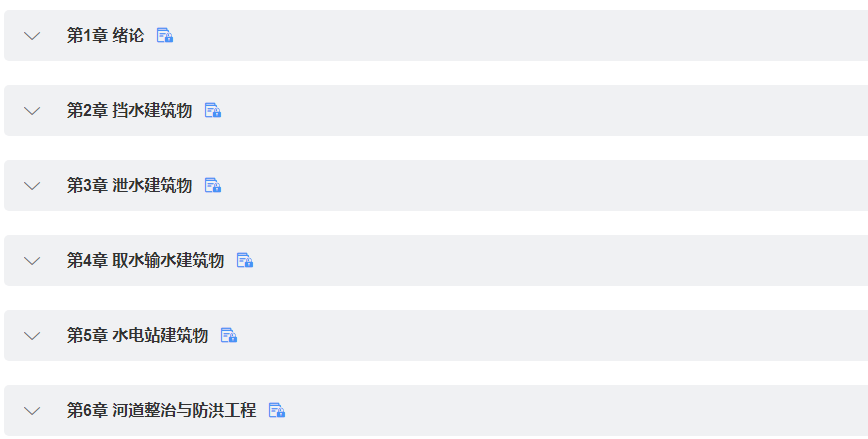 第1章 绪论
第2章 挡水建筑物
第3章 泄水建筑物
第4章 取水输水建筑物
第5章 水电站建筑物
第6章 河道整治与防洪工程